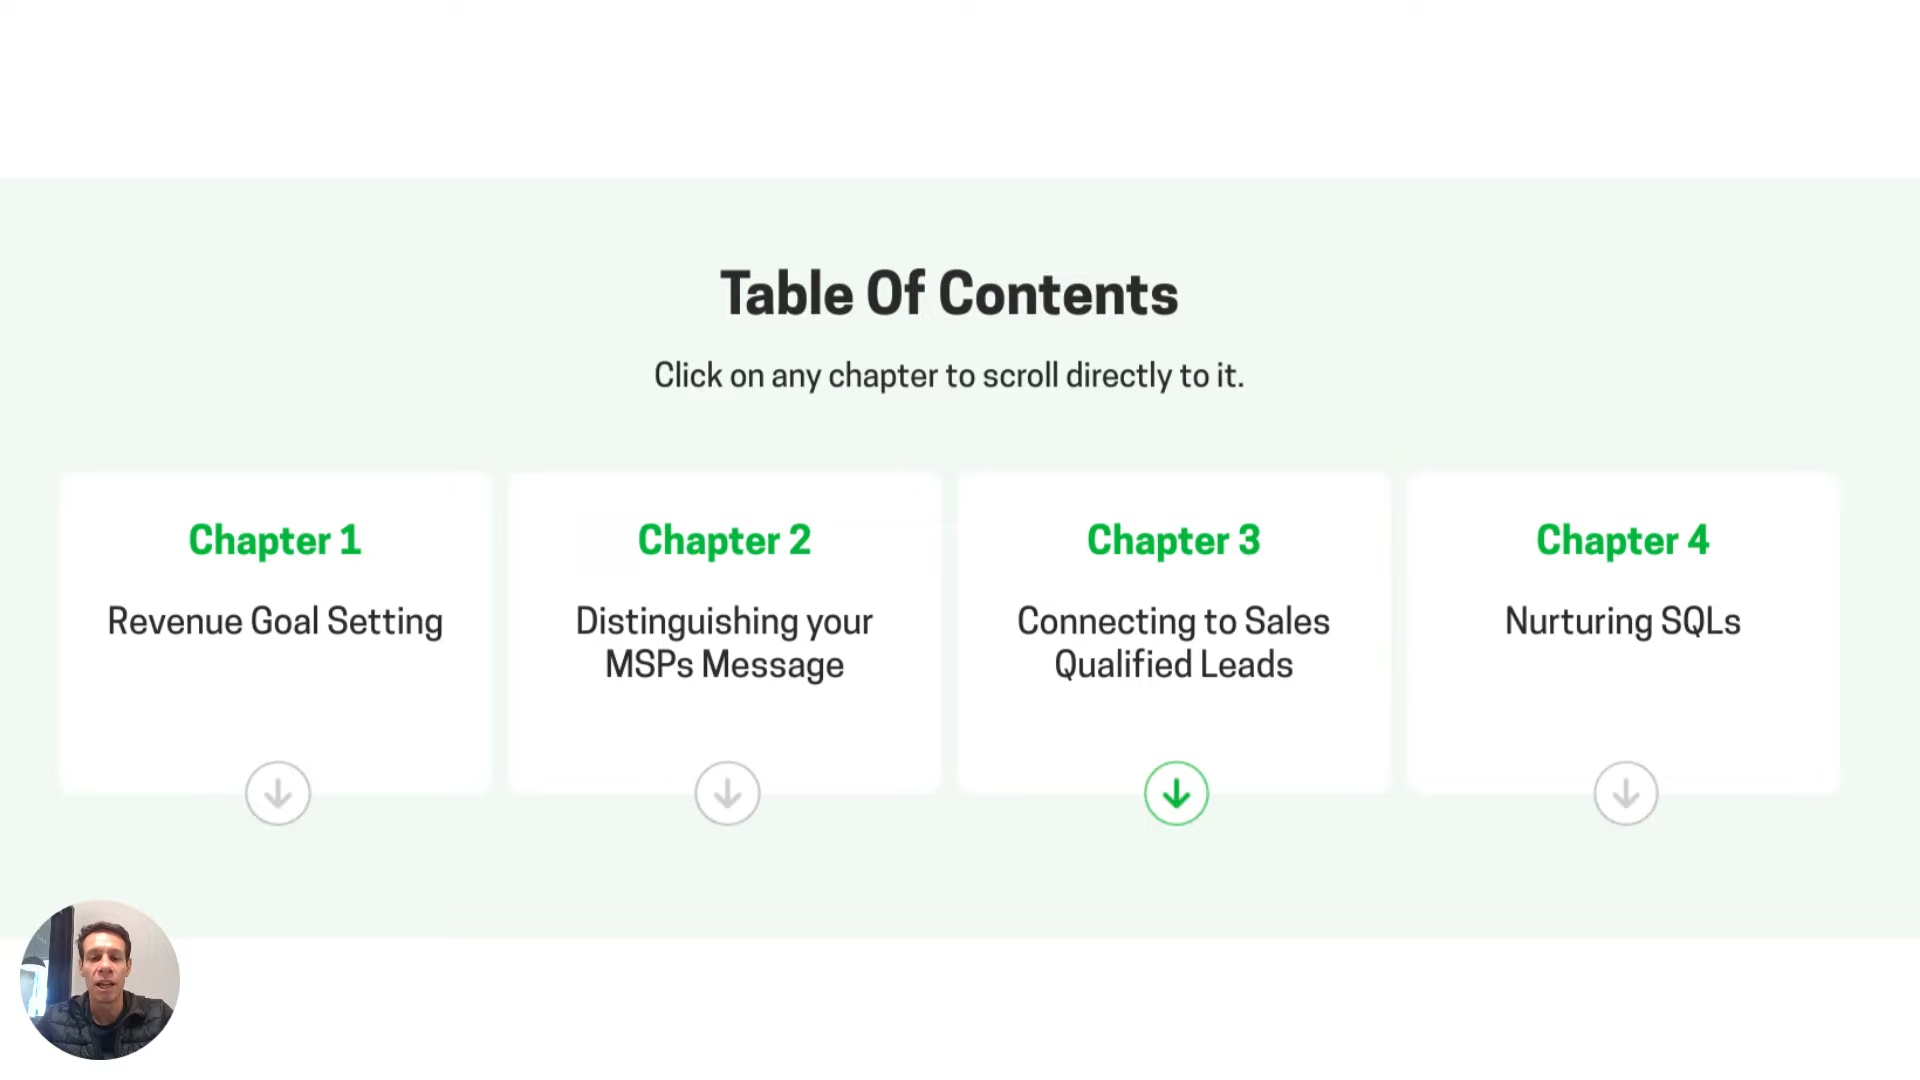 Table Of Contents
Click on any chapter to scroll directly to it.
Chapter 1
Revenue Goal Setting
Chapter 2
Distinguishing your
MSPs Message
Chapter 3
Connecting to Sales
Qualified Leads
Chapter 4
Nurturing SQLs